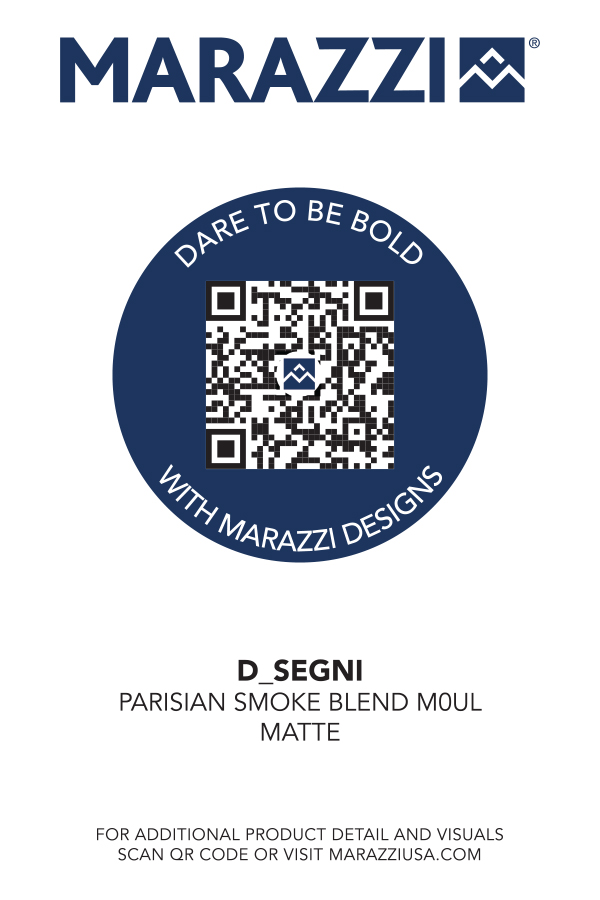 MARAZZI ®
DARE TO BE BOLD
WITH MARAZZI DESIGNS
D_SEGNI
PARISIAN SMOKE BLEND M0UL
MATTE
FOR ADDITIONAL PRODUCT DETAIL AND VISUALS
SCAN QR CODE OR VISIT MARAZZIUSA.COM